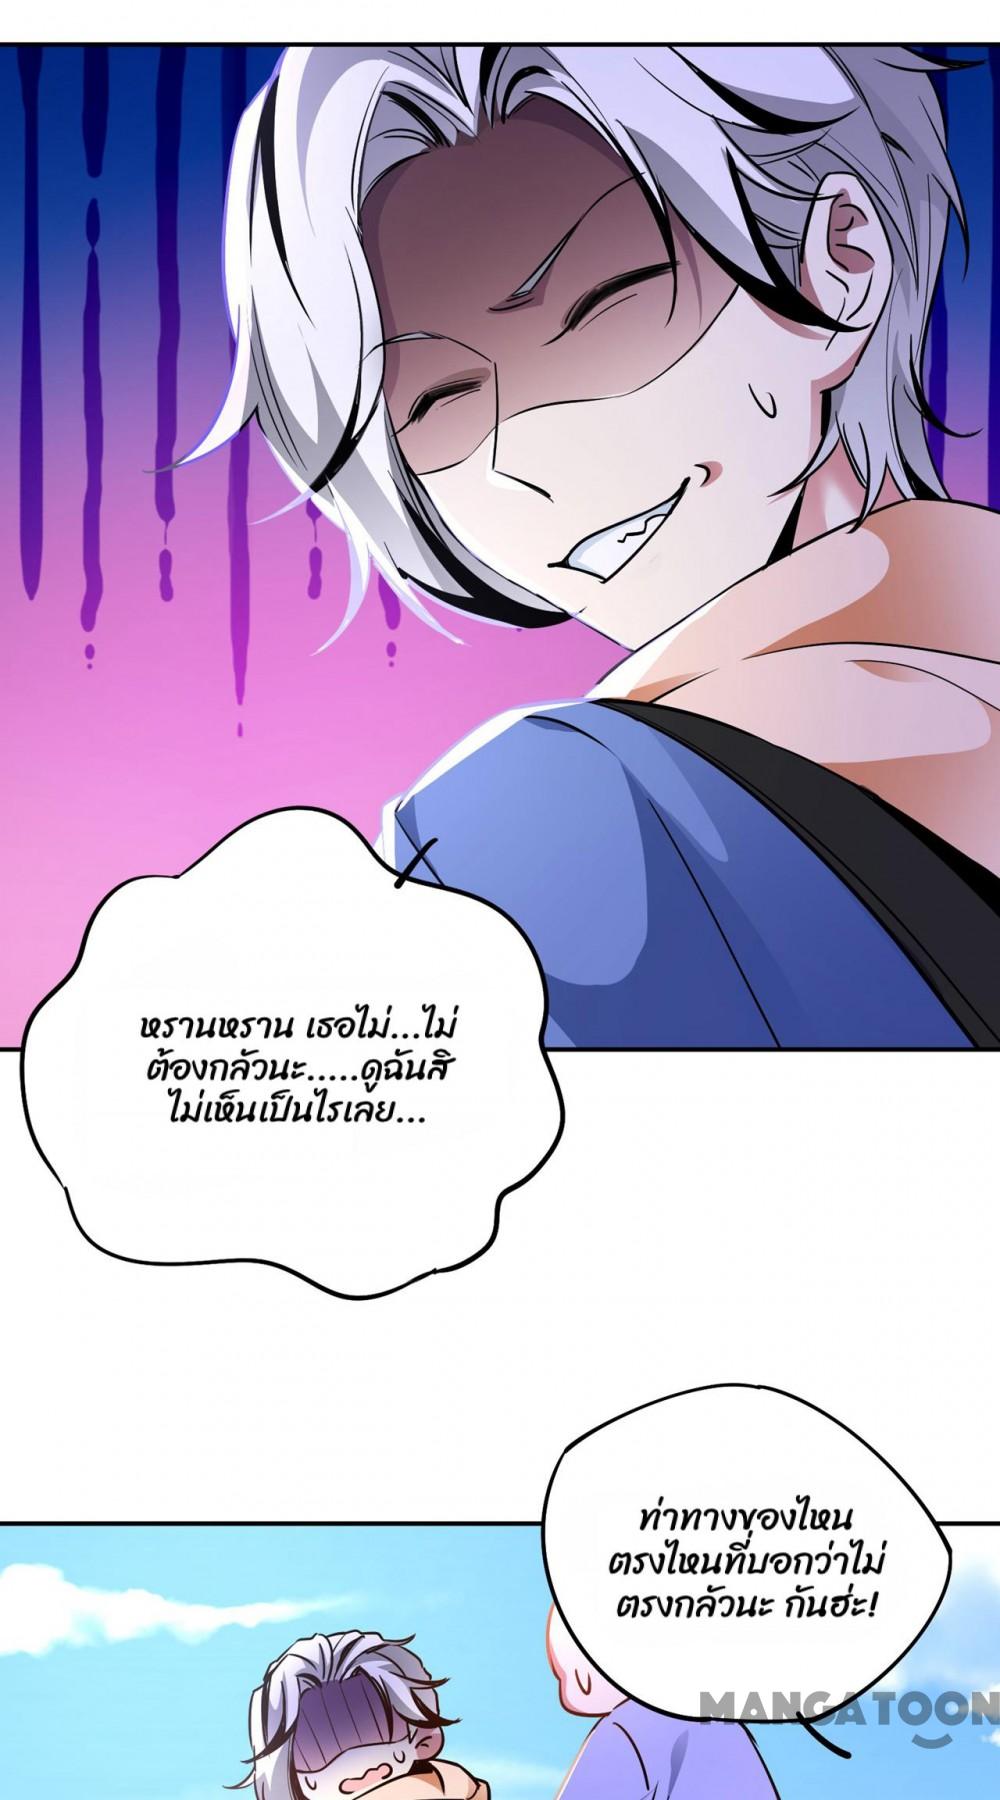 หรานหราน เธอไม่...ไม่
ต้องกลัวนะ.....ดูฉันสิ
ไม่เห็นเป็นไรเลย...
ท่าทางของไหน
ตรงไหนที่บอกว่าไม่
ตรงกลัวนะ กันฮะ!
MANGATOON